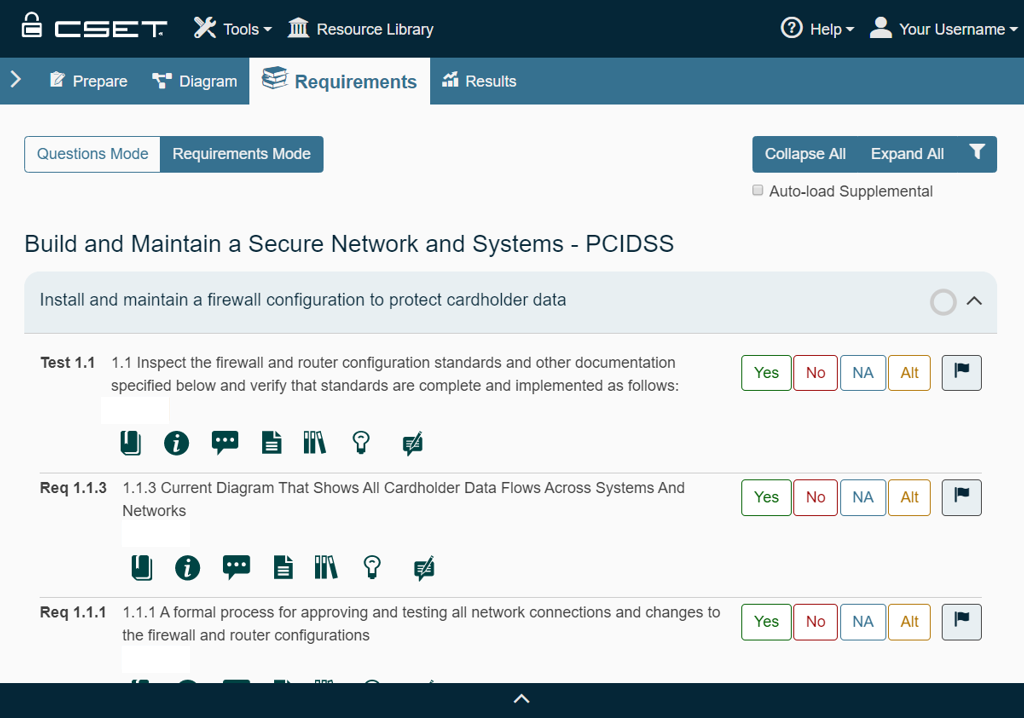 CSET Tools Resource Library Help Your Username
Prepare Diagram Requirements Results
Questions Mode Requirements Mode Collapse All Expand All
Auto-load Supplemental
Build and Maintain a Secure Network and Systems - PCIDSS
Install and maintain a firewall configuration to protect cardholder data
Test 1.1 1.1 Inspect the firewall and router configuration standards and other documentation Yes No NA Alt
specified below and verify that standards are complete and implemented as follows:
Req 1.1.3 1.1.3 Current Diagram That Shows All Cardholder Data Flows Across Systems And Yes No NA Alt
Networks
Req 1.1.1 1.1.1 A formal process for approving and testing all network connections and changes to Yes No NA Alt
the firewall and router configurations